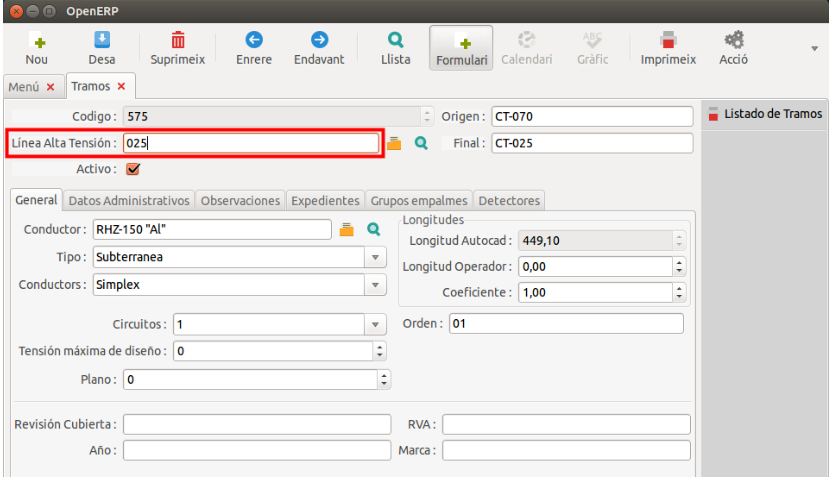 OpenERP
Nou Desa Suprimeix Enrere Endavant Llista Formulari Calendari Gràfic Imprimeix Acció
Menú Tramos
Codigo: 575 Origen: CT-070 Listado de Tramos
Línea Alta Tensión: 025 Final: CT-025
Activo:
General Datos Administrativos Observaciones Expedientes Grupos empalmes Detectores
Conductor: RHZ-150 "Al" Longitudes
Longitud Autocad: 449,10
Tipo: Subterranea Longitud Operador: 0,00
Conductors: Simplex Coeficiente: 1,00
Circuitos: 1 Orden: 01
Tensión máxima de diseño: 0
Plano: 0
Revisión Cubierta: RVA:
Año: Marca: